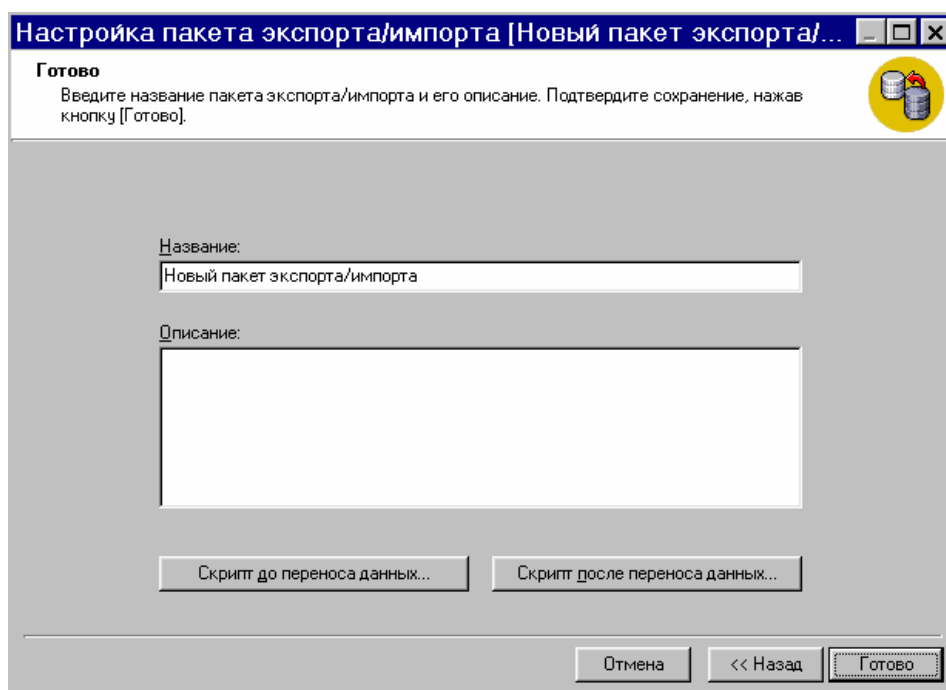 Настройка пакета экспорта/импорта [Новый пакет экспорта/...
Готово
Введите название пакета экспорта/импорта и его описание. Подтвердите сохранение, нажав
кнопку [Готово].
Название:
Новый пакет экспорта/импорта
Описание:
Скрипт до переноса данных... Скрипт после переноса данных...
Отмена << Назад Готово